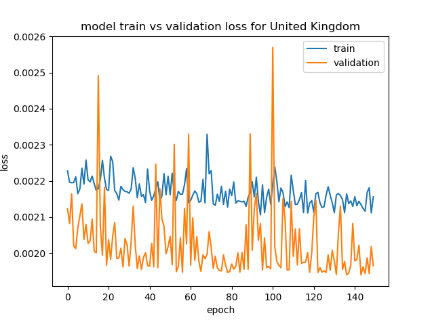 model train vs validation loss for United Kingdom
train
validation
loss
0.0026
0.0025
0.0024
0.0023
0.0022
0.0021
0.0020
0 20 40 60 80 100 120 140
epoch